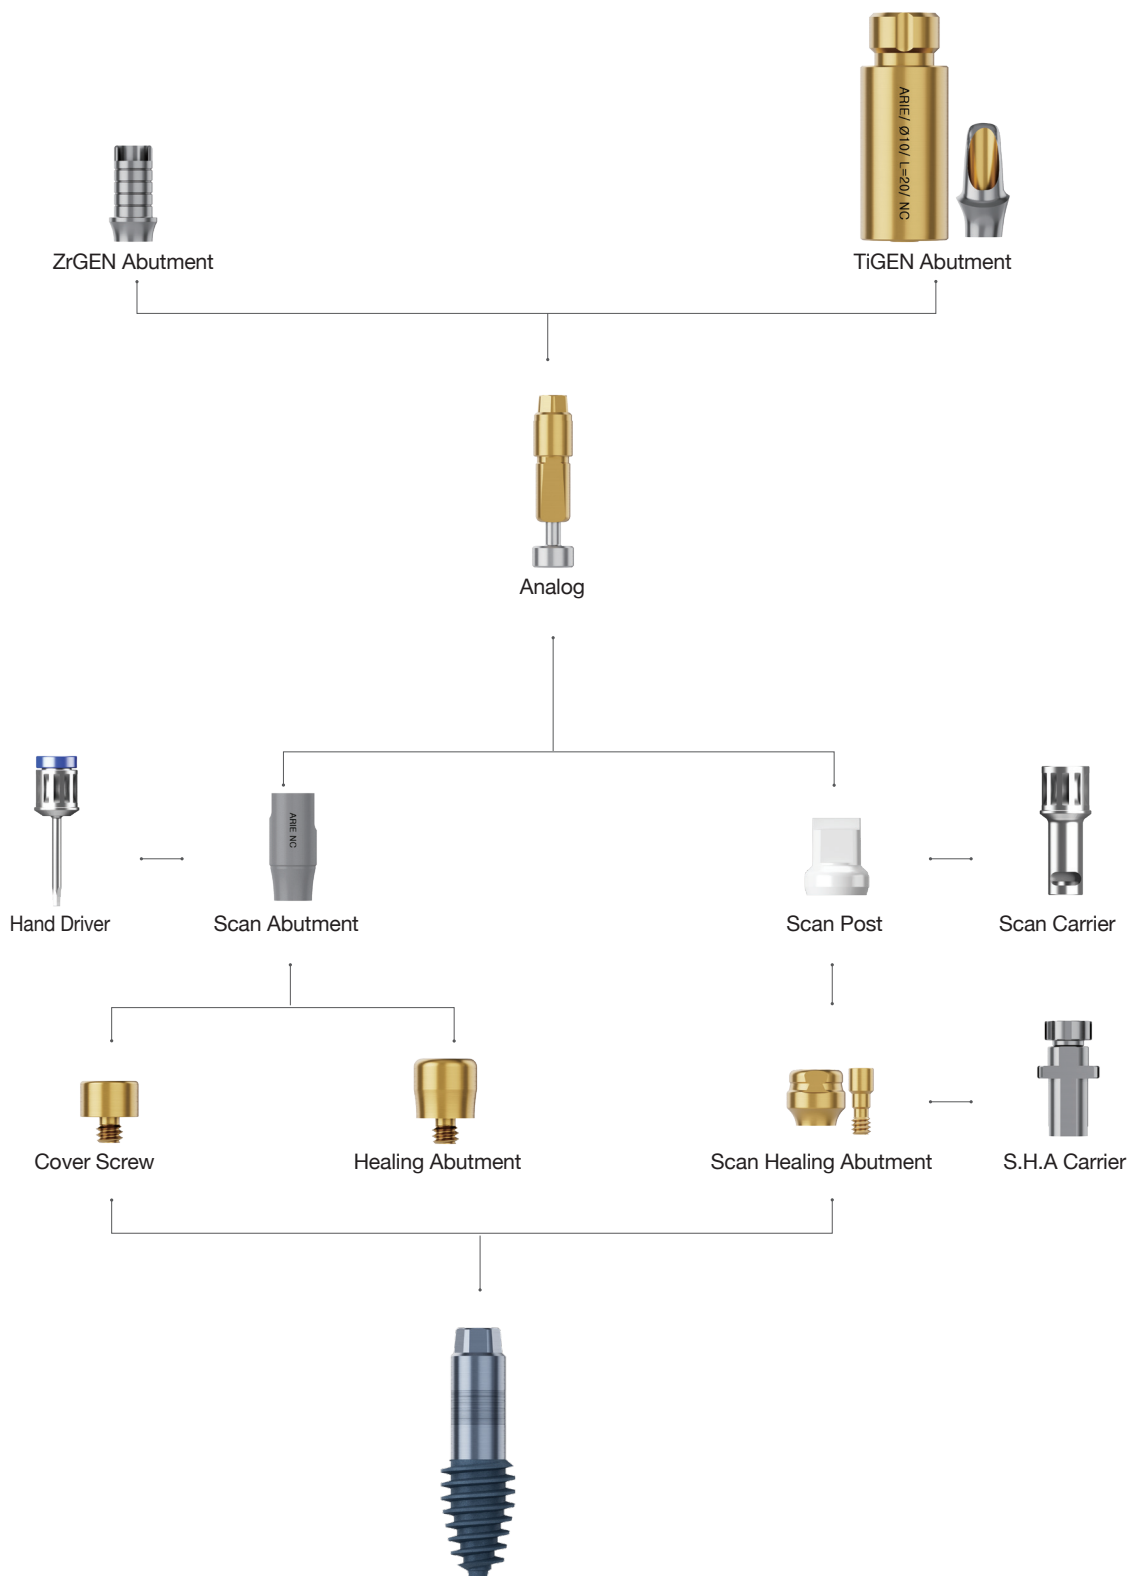 ARIE/ Ø10/ L=20/ NC
ZrGEN Abutment
TiGEN Abutment
Analog
ARIE NC
Hand Driver
Scan Abutment
Scan Post
Scan Carrier
Cover Screw
Healing Abutment
Scan Healing Abutment
S.H.A Carrier